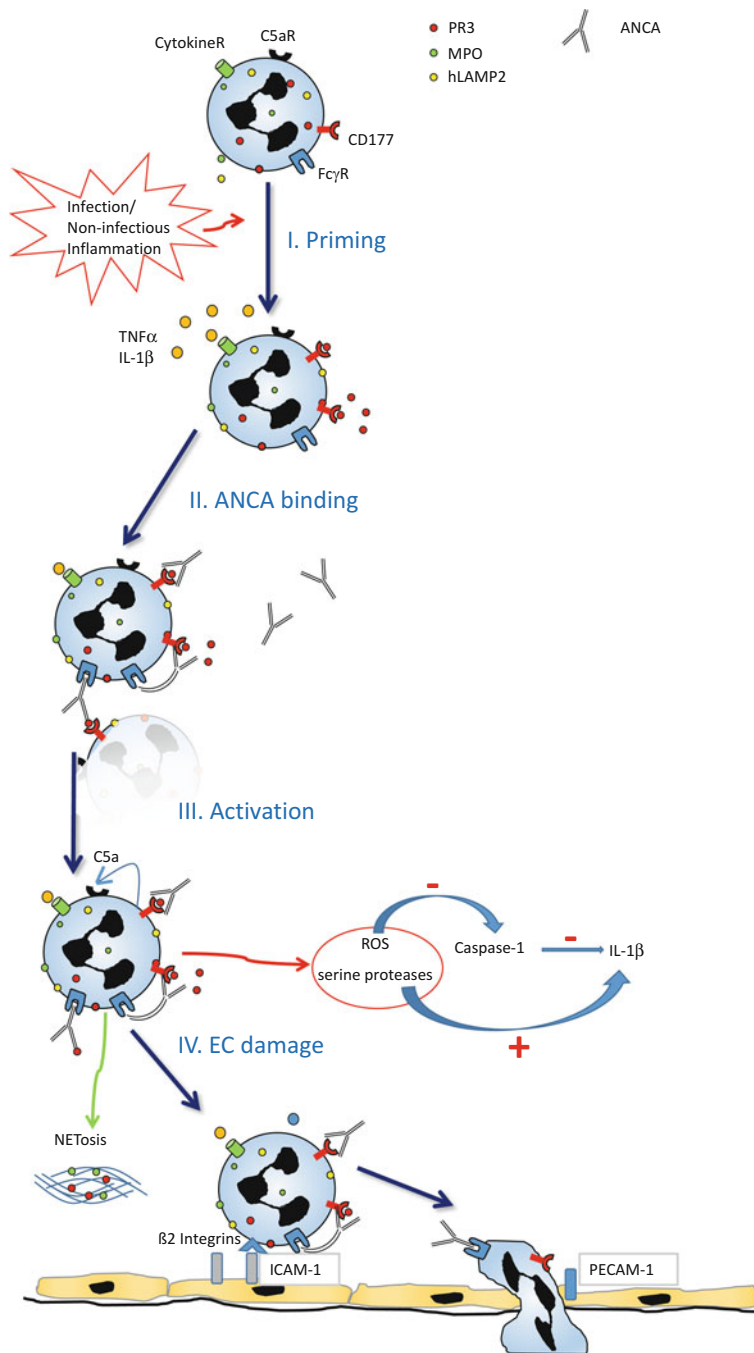 C5aR
CytokineR
PR3
MPO
hLAMP2
ANCA
CD177
FcγR
Infection/
Non-infectious
Inflammation
I. Priming
TNFα
IL-1β
II. ANCA binding
III. Activation
C5a
-
ROS
serine proteases
Caspase-1
-
IL-1β
+
IV. EC damage
NETosis
ß2 Integrins
ICAM-1
PECAM-1